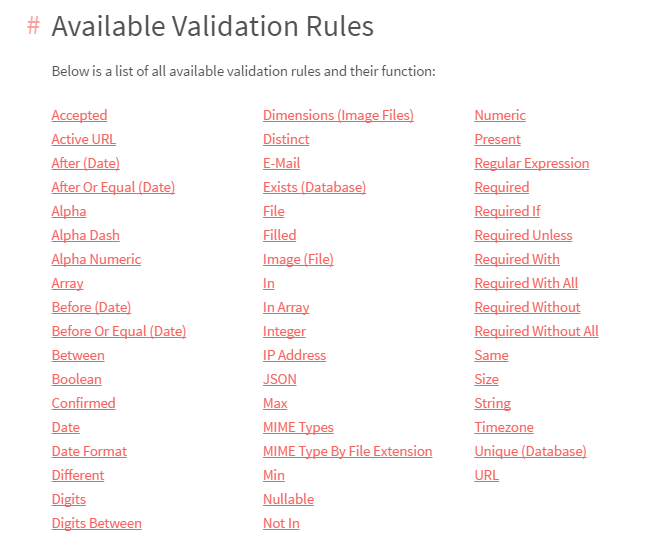 # Available Validation Rules
Below is a list of all available validation rules and their function:
Accepted
Active URL
After (Date)
After Or Equal (Date)
Alpha
Alpha Dash
Alpha Numeric
Array
Before (Date)
Before Or Equal (Date)
Between
Boolean
Confirmed
Date
Date Format
Different
Digits
Digits Between
Dimensions (Image Files)
Distinct
E-Mail
Exists (Database)
File
Filled
Image (File)
In
In Array
Integer
IP Address
JSON
Max
MIME Types
MIME Type By File Extension
Min
Nullable
Not In
Numeric
Present
Regular Expression
Required
Required If
Required Unless
Required With
Required With All
Required Without
Required Without All
Same
Size
String
Timezone
Unique (Database)
URL